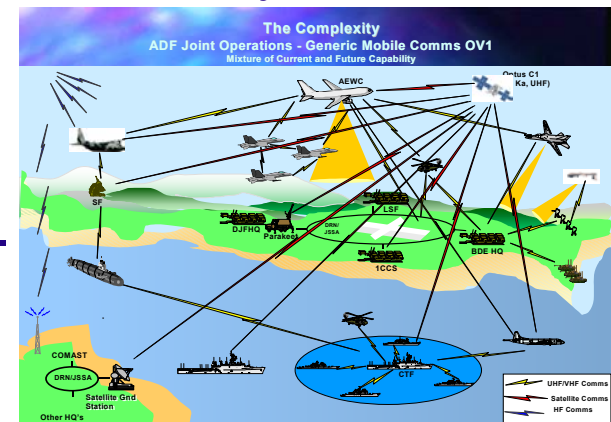 The Complexity
ADF Joint Operations - Generic Mobile Comms OV1
Mixture of Current and Future Capability
AEWC
Optus C1
Ka, UHF)
SF
LSF
DJFHQ
Parakeet
DRN/
JSSA
BDE HQ
1CCS
COMAST
DRN/JSSA
Satellite Gnd
Station
Other HQ's
CTF
UHF/VHF Comms
Satellite Comms
HF Comms